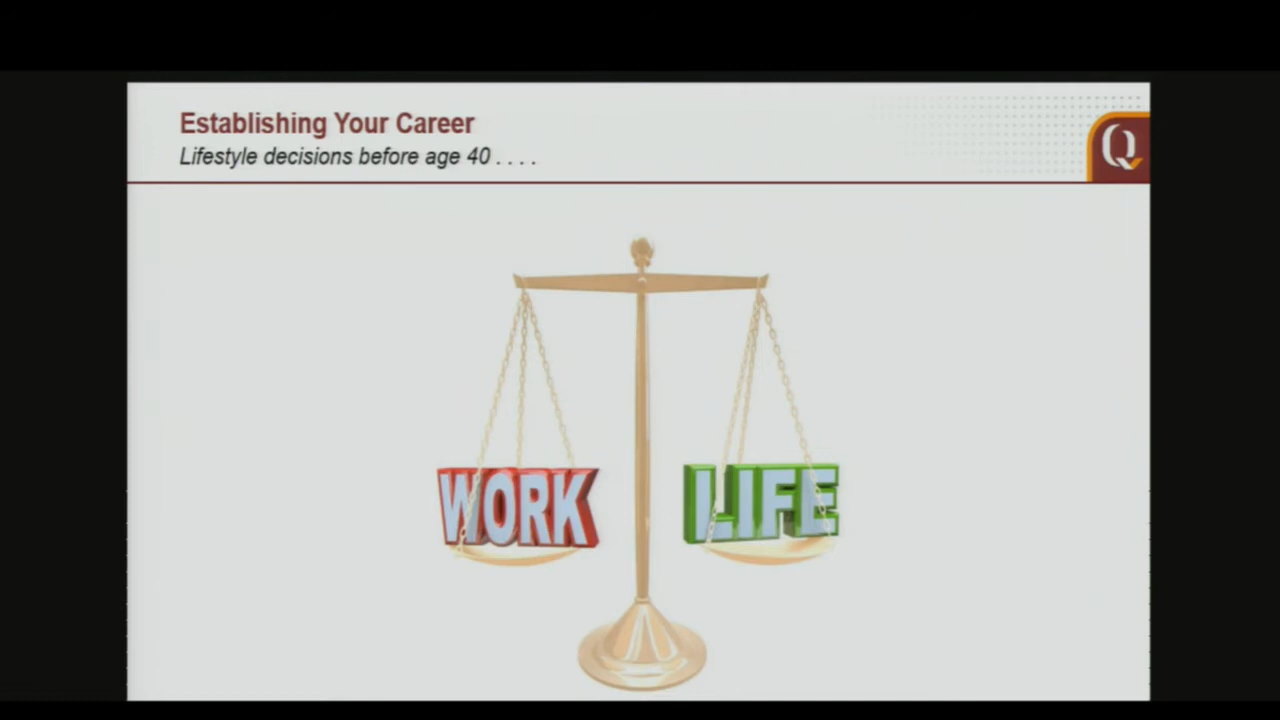 Establishing Your Career
Lifestyle decisions before age 40 . . . .
Q
WORK
LIFE